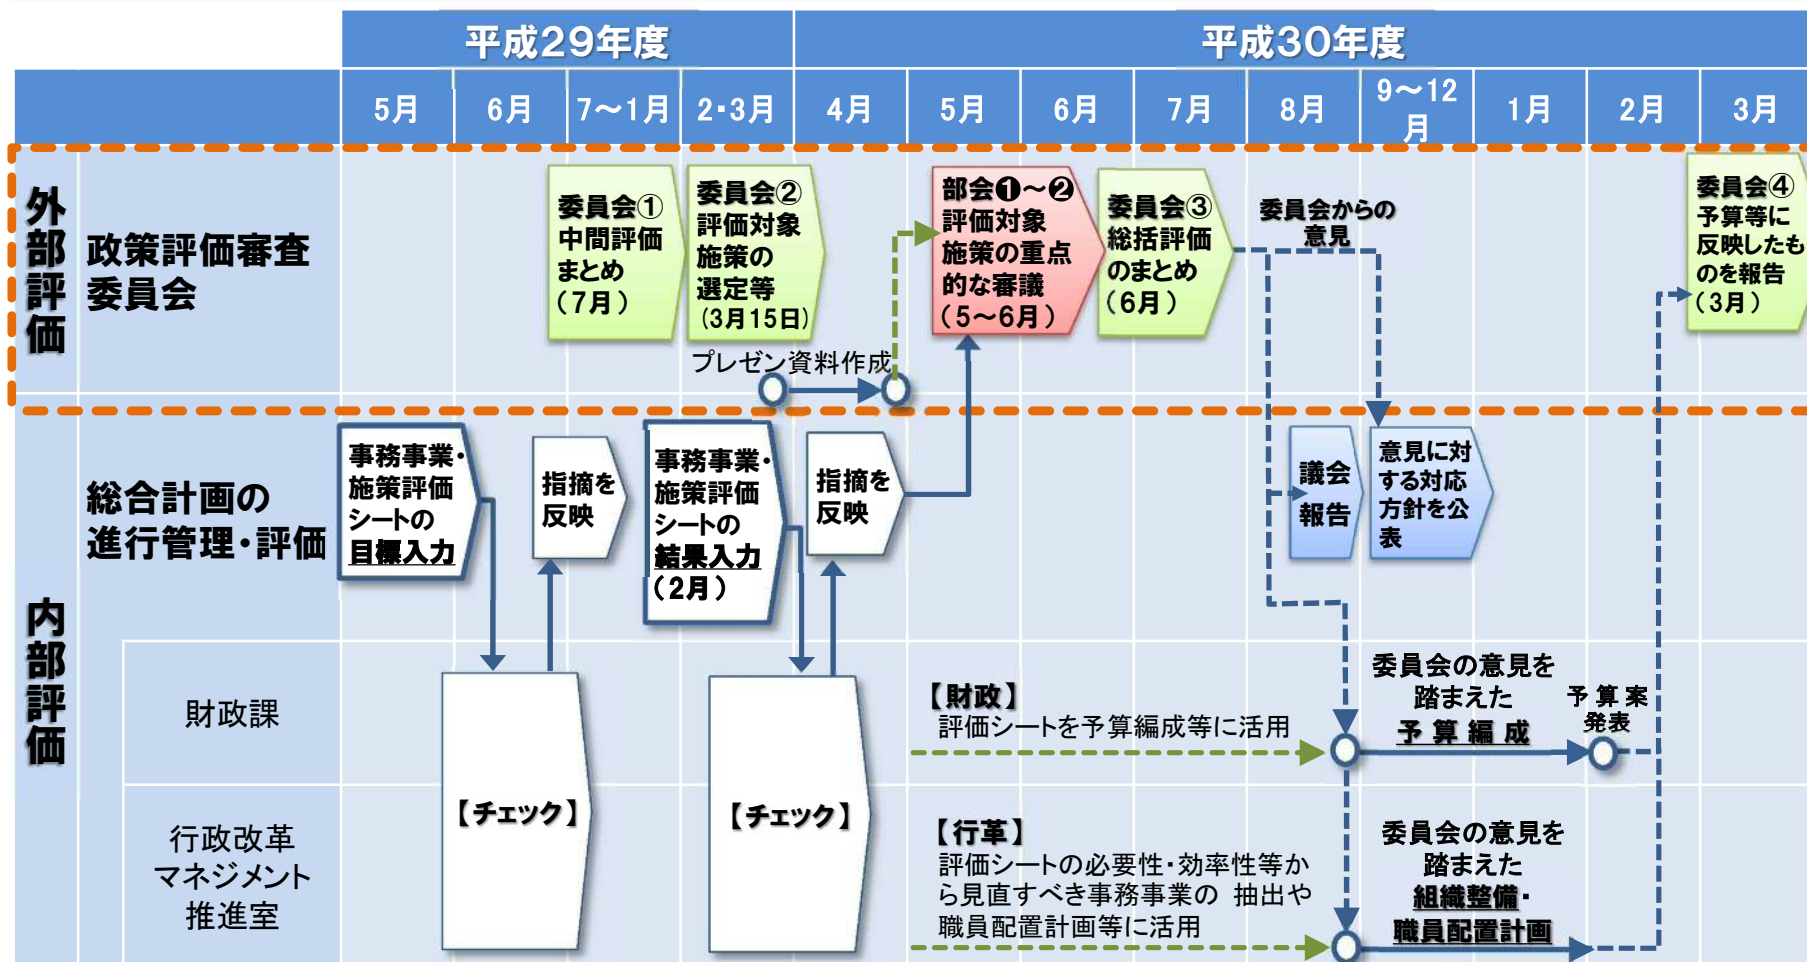 平成29年度
平成30年度
5月
6月
7～1月
2・3月
4月
5月
6月
7月
8月
9～12
月
1月
2月
3月
外部評価
政策評価審査
委員会
委員会①
中間評価
まとめ
（7月）
委員会②
評価対象
施策の
選定等
（3月15日）
プレゼン資料作成
部会❶～❷
評価対象
施策の重点
的な審議
（5～6月）
委員会③
総括評価
のまとめ
（6月）
委員会からの
意見
委員会④
予算等に
反映したも
のを報告
（3月）
内部評価
総合計画の
進行管理・評価
事務事業・
施策評価
シートの
目標入力
指摘を
反映
事務事業・
施策評価
シートの
結果入力
（2月）
指摘を
反映
議会
報告
意見に対
する対応
方針を公
表
財政課
【チェック】
【チェック】
【財政】
評価シートを予算編成等に活用
委員会の意見を
踏まえた
予算編成
予算案
発表
行政改革
マネジメント
推進室
【行革】
評価シートの必要性・効率性等か
ら見直すべき事務事業の 抽出や
職員配置計画等に活用
委員会の意見を
踏まえた
組織整備・
職員配置計画